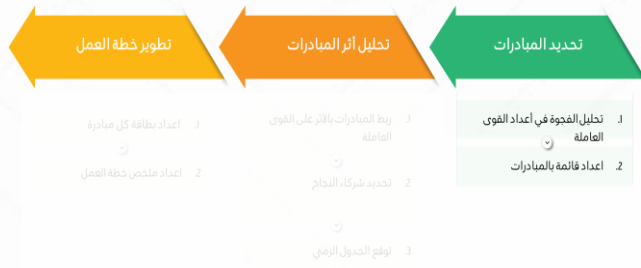 تحديد المبادرات
تحليل أثر المبادرات
تطوير خطة العمل
1. تحليل الفجوة في أعداد القوى
العاملة
2. اعداد قائمة بالمبادرات
1. ربط المبادرات بالأثر على القوى
العاملة
2. تحديد شركاء النجاح
3. توقع الجدول الزمني
1. اعداد بطاقة كل مبادرة
2. اعداد ملخص خطة العمل